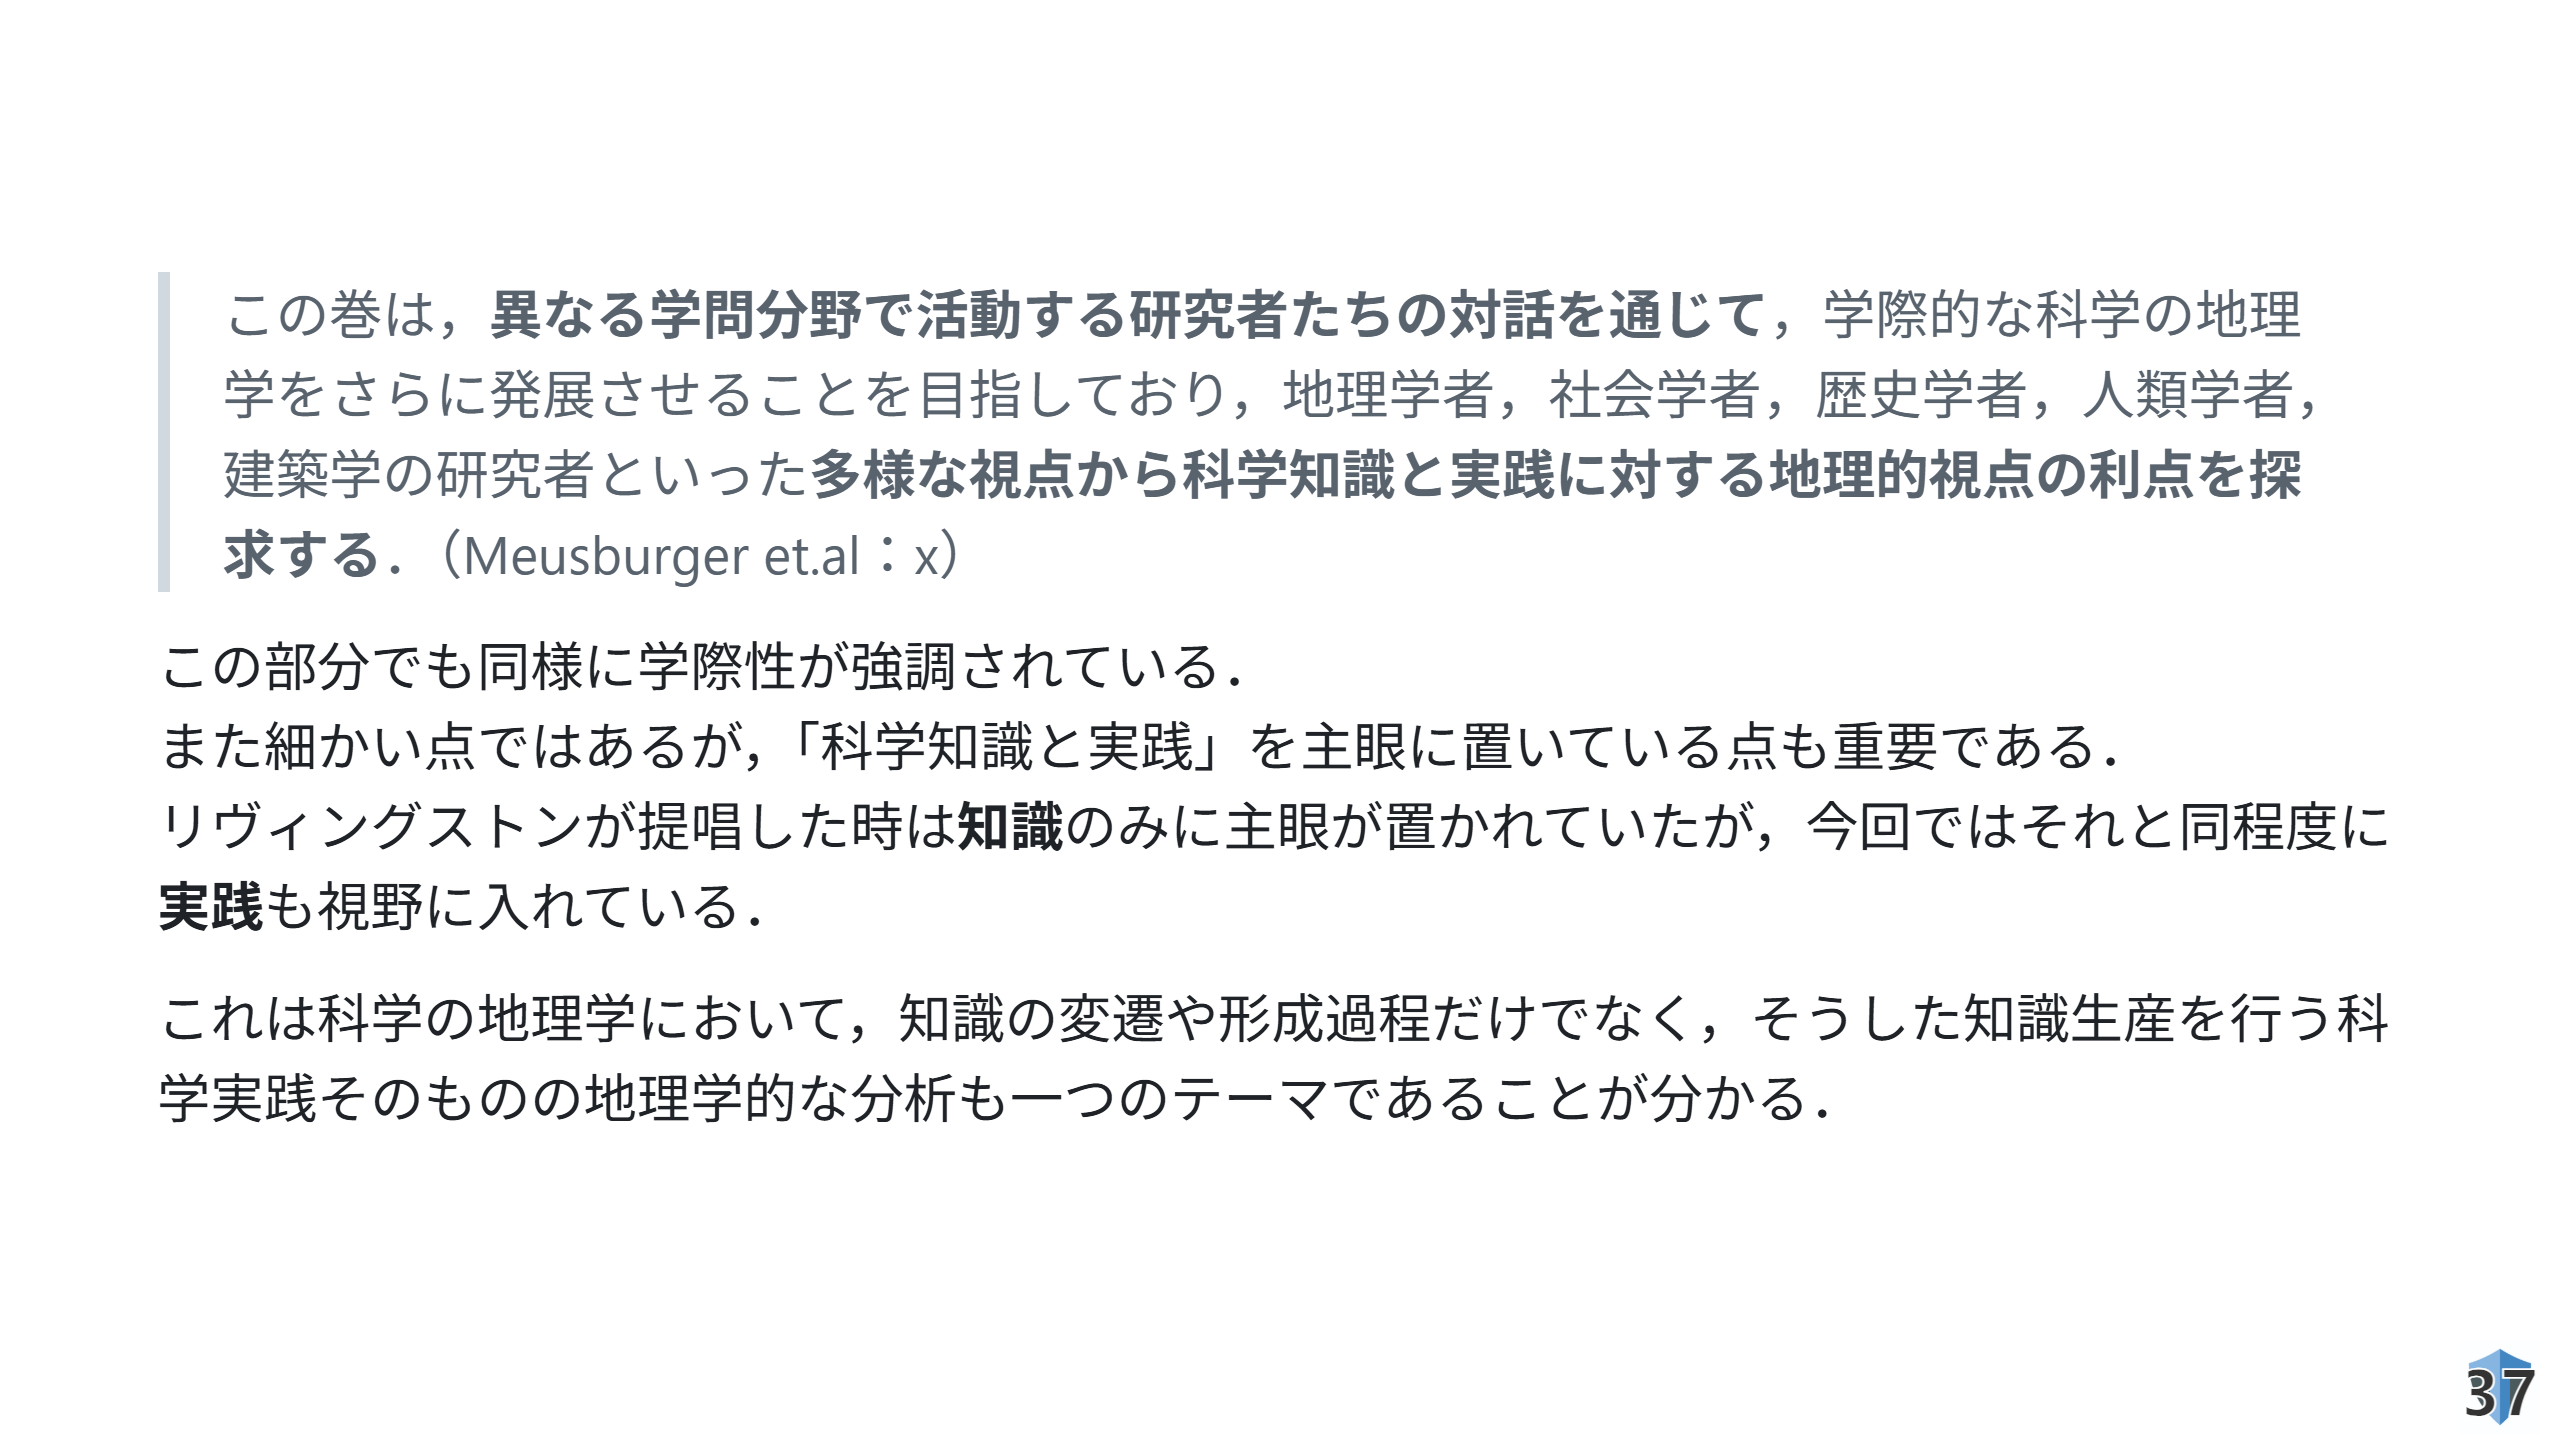 この巻は，異なる学問分野で活動する研究者たちの対話を通じて，学際的な科学の地理
学をさらに発展させることを目指しており，地理学者，社会学者，歴史学者，人類学者，
建築学の研究者といった多様な視点から科学知識と実践に対する地理的視点の利点を探
求する．（Meusburger et.al：x）
この部分でも同様に学際性が強調されている．
また細かい点ではあるが，「科学知識と実践」を主眼に置いている点も重要である．
リヴィングストンが提唱した時は知識のみに主眼が置かれていたが，今回ではそれと同程度に
実践も視野に入れている．
これは科学の地理学において，知識の変遷や形成過程だけでなく，そうした知識生産を行う科
学実践そのものの地理学的な分析も一つのテーマであることが分かる．
37